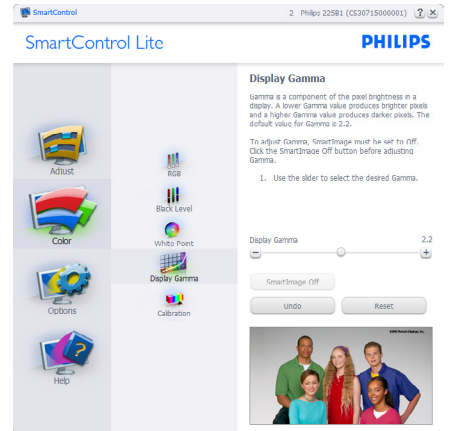 SmartControl
2 Philips 225B1 (CS30715000001)
? ×
SmartControl Lite
PHILIPS
Adjust
Color
Options
Help
RGB
Black Level
White Point
Display Gamma
Calibration
Display Gamma
Gamma is a component of the pixel brightness in a
display. A lower Gamma value produces brighter pixels
and a higher Gamma value produces darker pixels. The
default value for Gamma is 2.2.
To adjust Gamma, SmartImage must be set to Off.
Click the SmartImage Off button before adjusting
Gamma.
1. Use the slider to select the desired Gamma.
Display Gamma 2.2
− +
SmartImage Off
Undo Reset